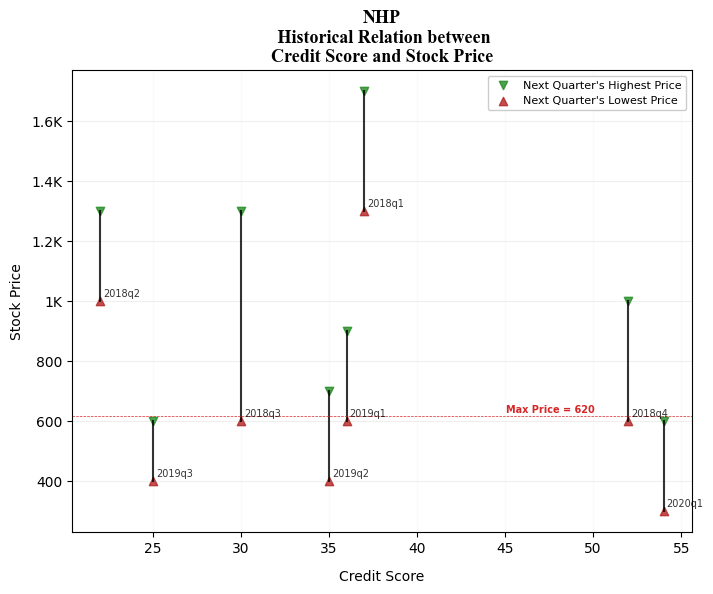 NHP
Historical Relation between
Credit Score and Stock Price
Next Quarter's Highest Price
Next Quarter's Lowest Price
1.6K
1.4K
1.2K
1K
800
600
400
Stock Price
2018q1
2018q2
2018q3
2019q1
Max Price = 620
2018q4
2019q3
2019q2
2020q1
25
30
35
40
45
50
55
Credit Score